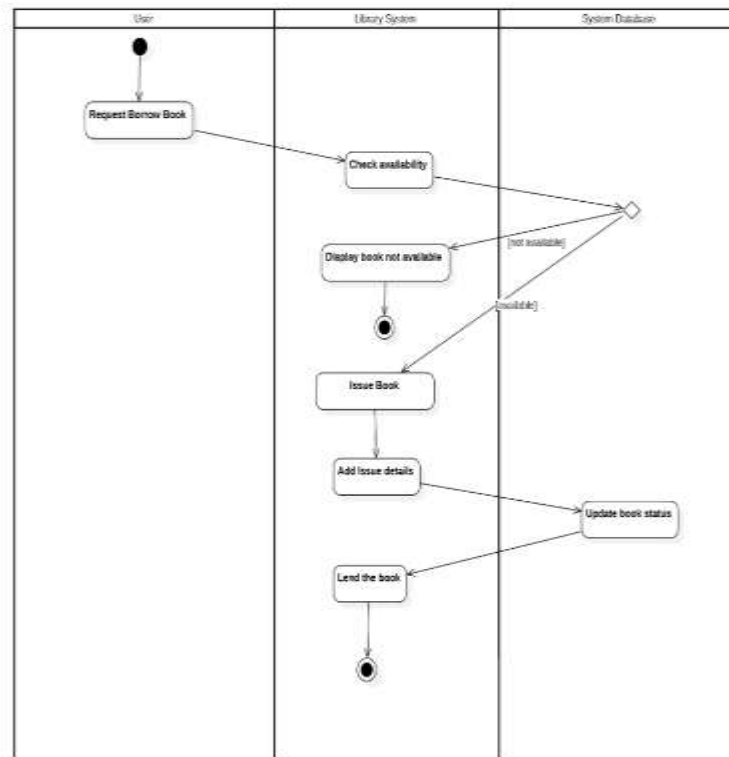 User
Library System
System Database
Request Borrow Book
Check availability
[not available]
Display book not available
[available]
Issue Book
Add Issue details
Update book status
Lend the book